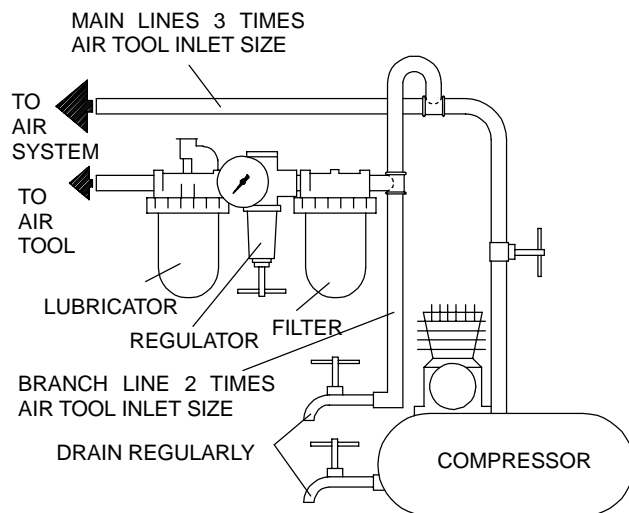 MAIN LINES 3 TIMES
AIR TOOL INLET SIZE
TO
AIR
SYSTEM
TO
AIR
TOOL
LUBRICATOR
REGULATOR
FILTER
BRANCH LINE 2 TIMES
AIR TOOL INLET SIZE
DRAIN REGULARLY
COMPRESSOR